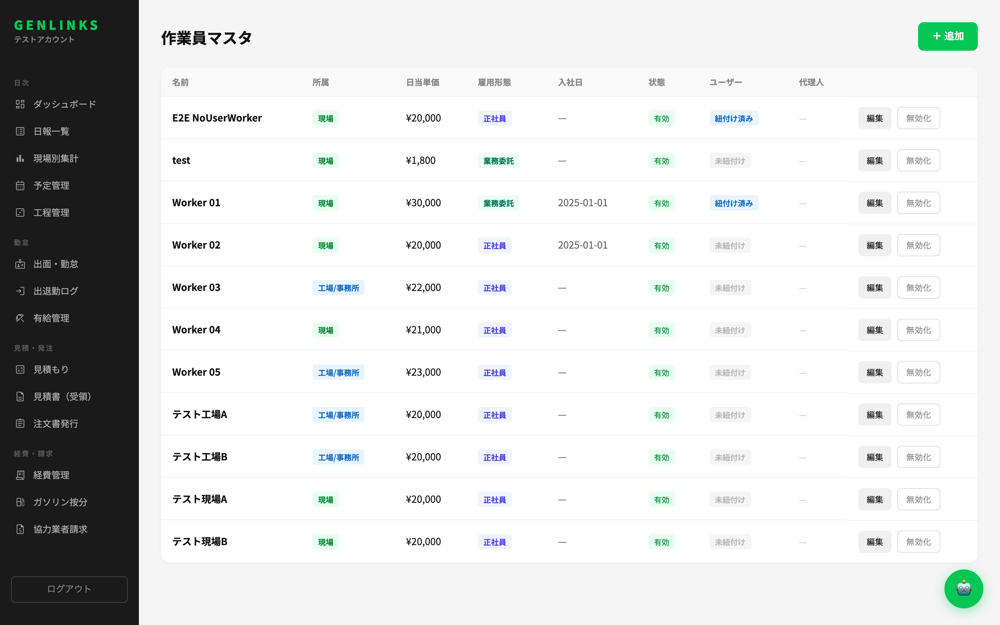 GENLINKS
テストアカウント
日次
ダッシュボード
日報一覧
現場別集計
予定管理
工程管理
勤怠
出面・勤怠
出退勤ログ
有給管理
見積・発注
見積もり
見積書（受領）
注文書発行
経費・請求
経費管理
ガソリン按分
協力業者請求
ログアウト
作業員マスタ
+ 追加
名前 所属 日当単価 雇用形態 入社日 状態 ユーザー 代理人
E2E NoUserWorker 現場 ¥20,000 正社員 — 有効 紐付け済み — 編集 無効化
test 現場 ¥1,800 業務委託 — 有効 未紐付け — 編集 無効化
Worker 01 現場 ¥30,000 業務委託 2025-01-01 有効 紐付け済み — 編集 無効化
Worker 02 現場 ¥20,000 正社員 2025-01-01 有効 未紐付け — 編集 無効化
Worker 03 工場/事務所 ¥22,000 正社員 — 有効 未紐付け — 編集 無効化
Worker 04 現場 ¥21,000 正社員 — 有効 未紐付け — 編集 無効化
Worker 05 工場/事務所 ¥23,000 正社員 — 有効 未紐付け — 編集 無効化
テスト工場A 工場/事務所 ¥20,000 正社員 — 有効 未紐付け — 編集 無効化
テスト工場B 工場/事務所 ¥20,000 正社員 — 有効 未紐付け — 編集 無効化
テスト現場A 現場 ¥20,000 正社員 — 有効 未紐付け — 編集 無効化
テスト現場B 現場 ¥20,000 正社員 — 有効 未紐付け — 編集 無効化